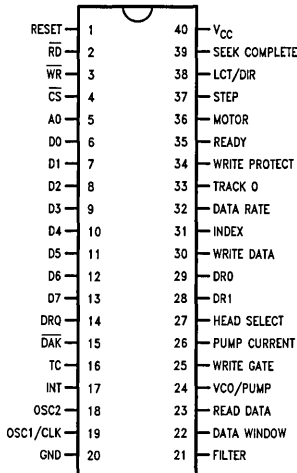 RESET 1 40 VCC
RD 2 39 SEEK COMPLETE
WR 3 38 LCT/DIR
CS 4 37 STEP
A0 5 36 MOTOR
D0 6 35 READY
D1 7 34 WRITE PROTECT
D2 8 33 TRACK 0
D3 9 32 DATA RATE
D4 10 31 INDEX
D5 11 30 WRITE DATA
D6 12 29 DR0
D7 13 28 DR1
DRQ 14 27 HEAD SELECT
DAK 15 26 PUMP CURRENT
TC 16 25 WRITE GATE
INT 17 24 VCO/PUMP
OSC2 18 23 READ DATA
OSC1/CLK 19 22 DATA WINDOW
GND 20 21 FILTER